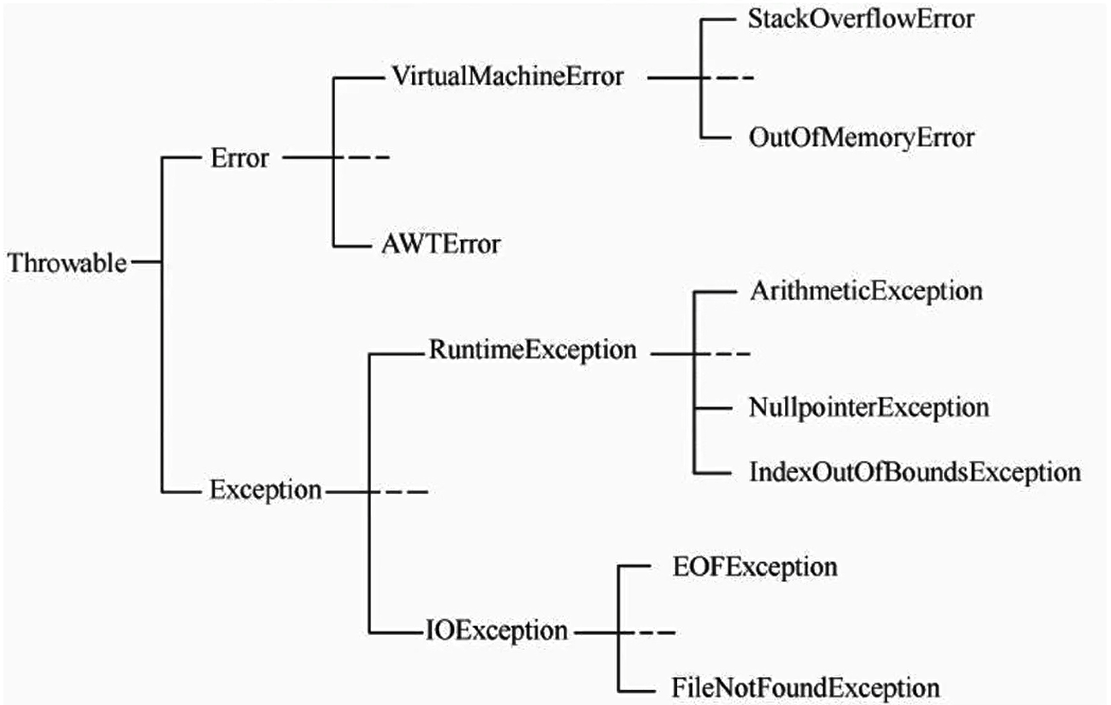 StackOverflowError
VirtualMachineError
OutOfMemoryError
Error
AWTError
Throwable
ArithmeticException
RuntimeException
NullpointerException
IndexOutOfBoundsException
Exception
EOFException
IOException
FileNotFoundException